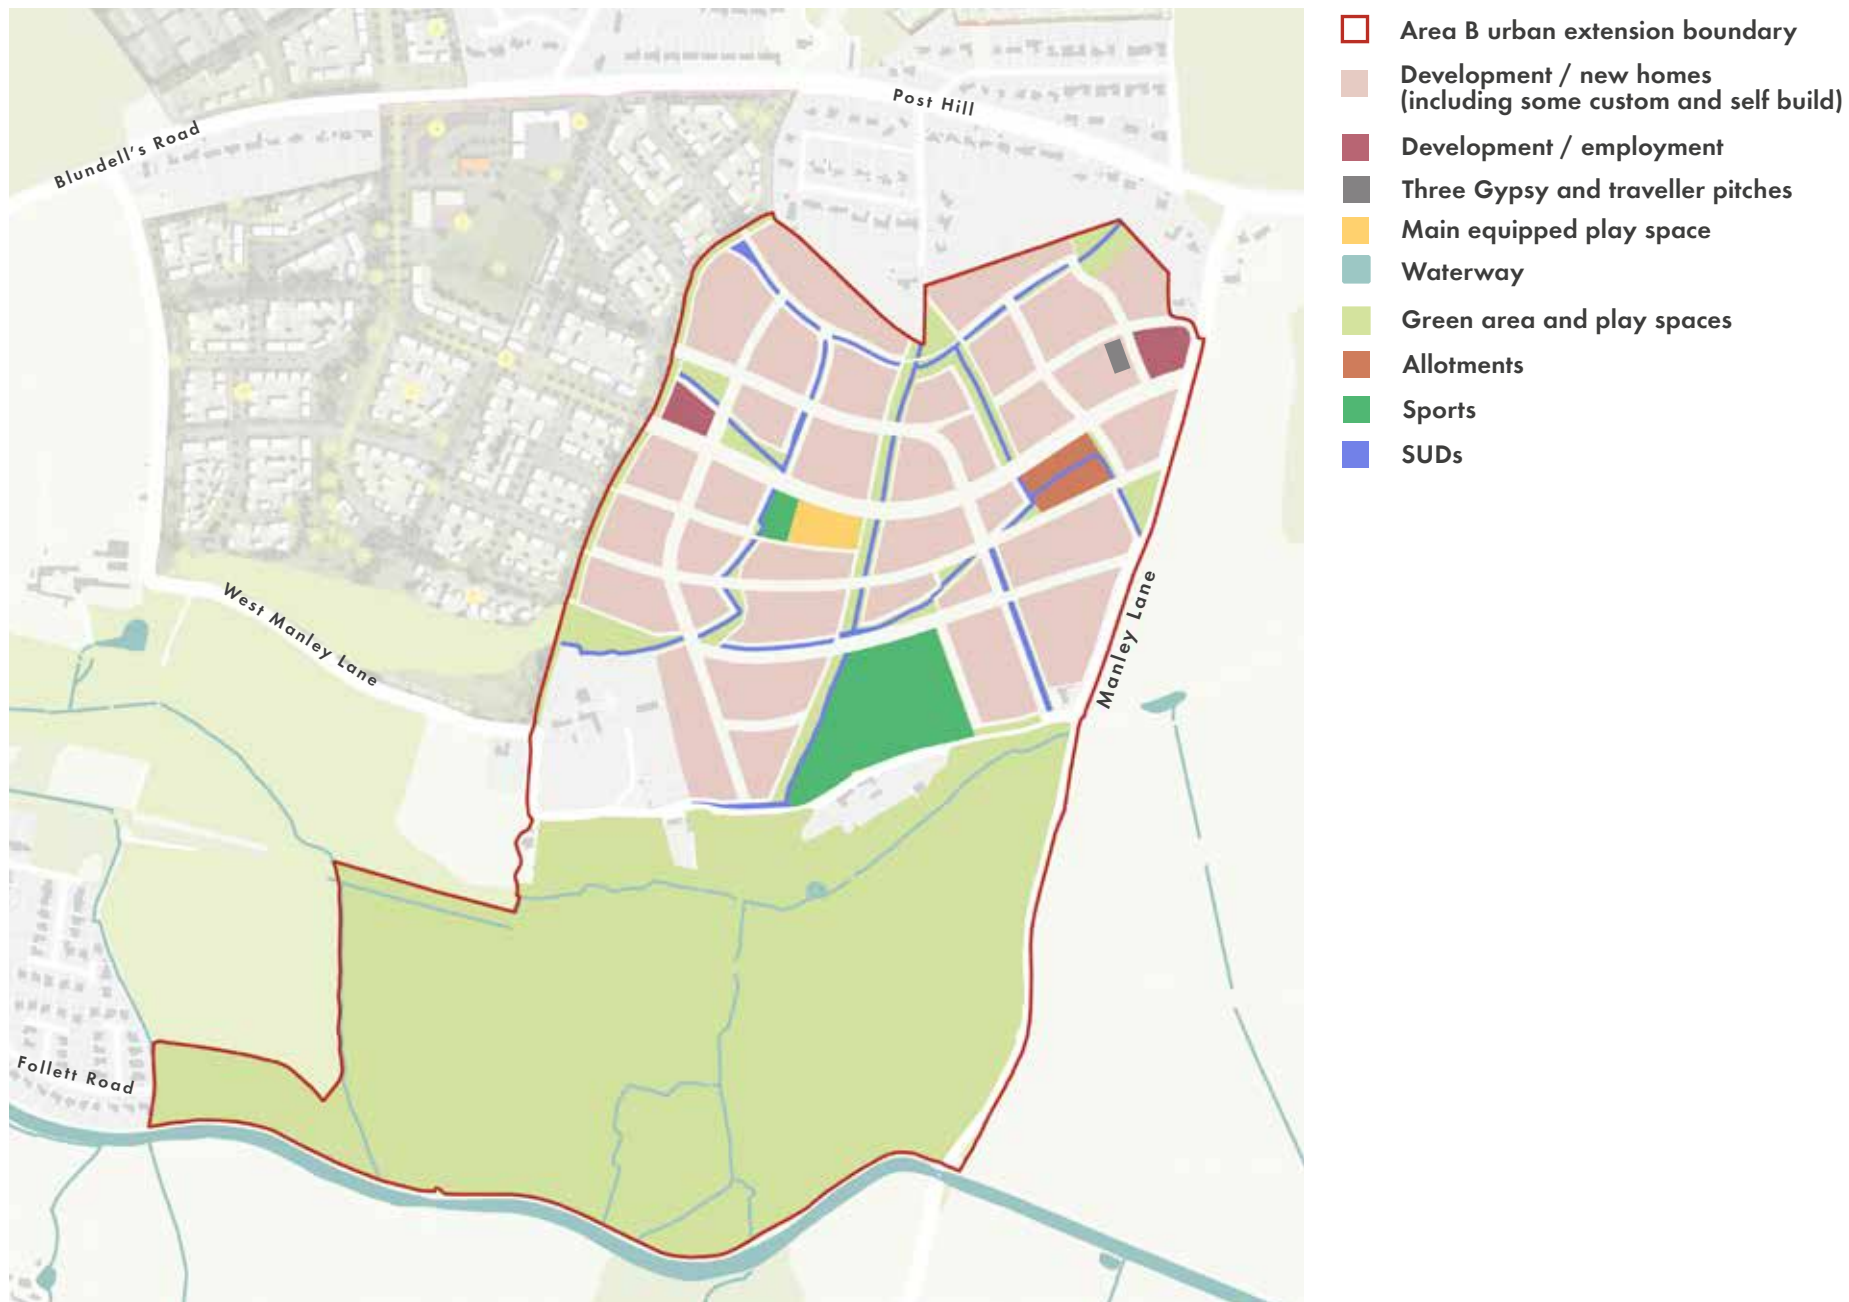 Post Hill
Blundell's Road
West Manley Lane
Manley Lane
Follett Road
Area B urban extension boundary
Development / new homes
(including some custom and self build)
Development / employment
Three Gypsy and traveller pitches
Main equipped play space
Waterway
Green area and play spaces
Allotments
Sports
SUDs